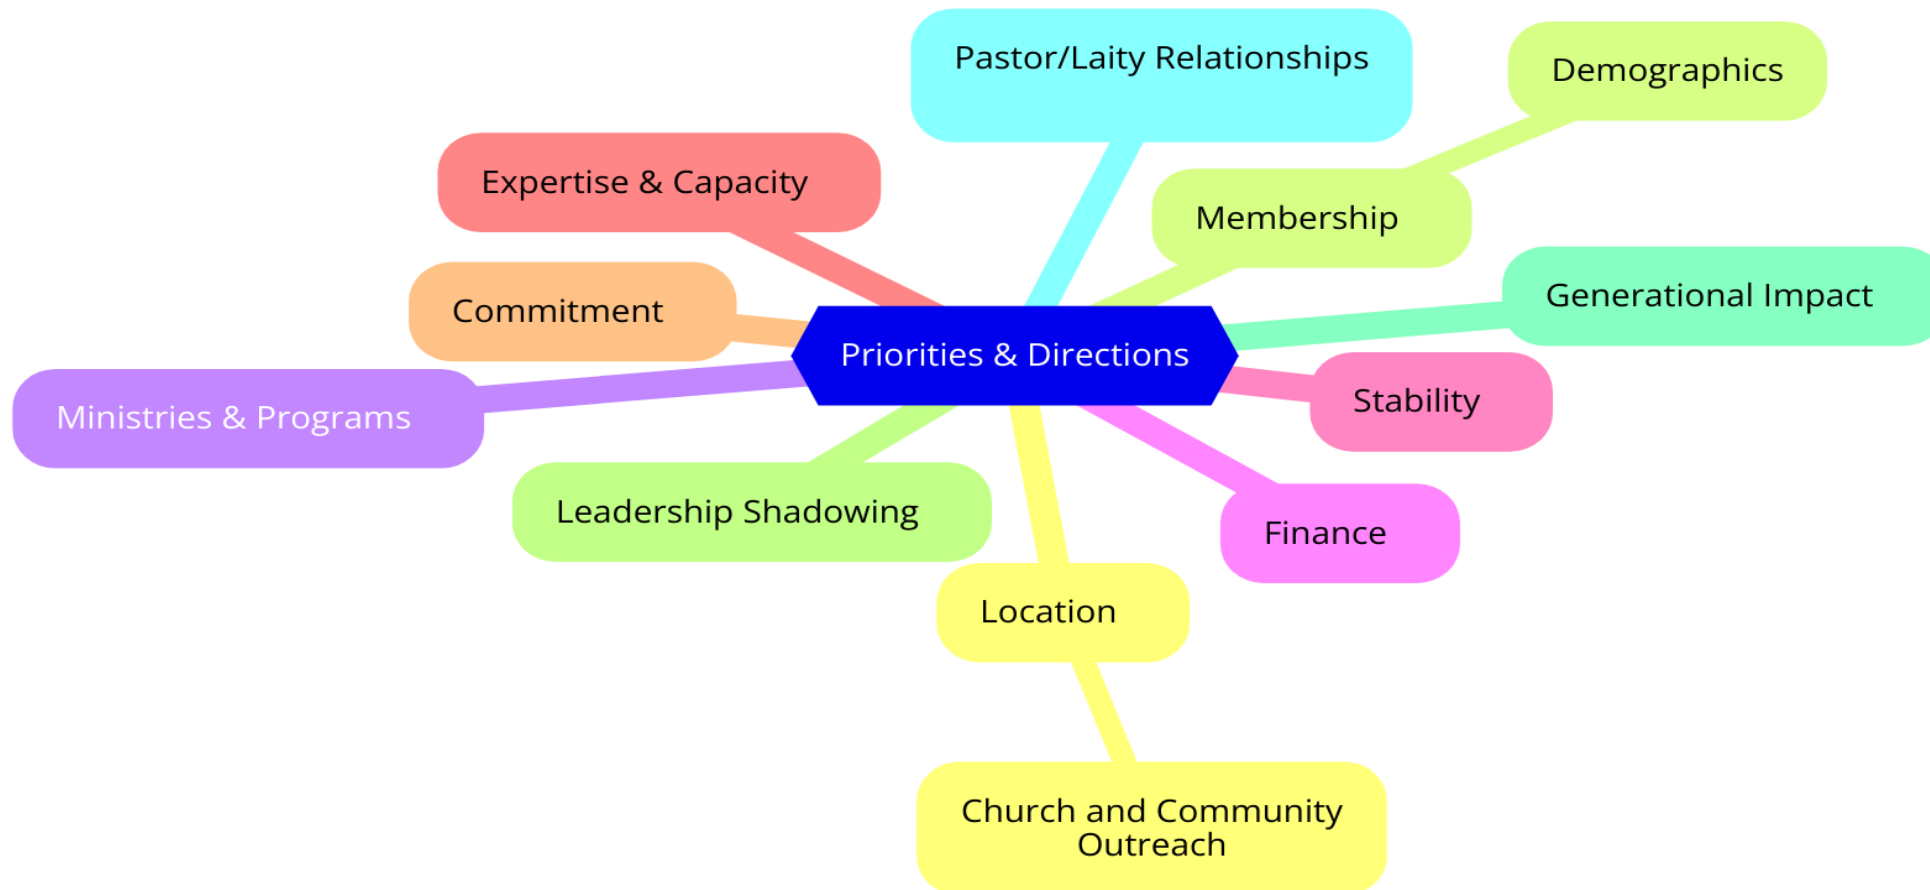 Pastor/Laity Relationships
Demographics
Expertise & Capacity
Membership
Generational Impact
Commitment
Priorities & Directions
Stability
Ministries & Programs
Leadership Shadowing
Finance
Location
Church and Community
Outreach